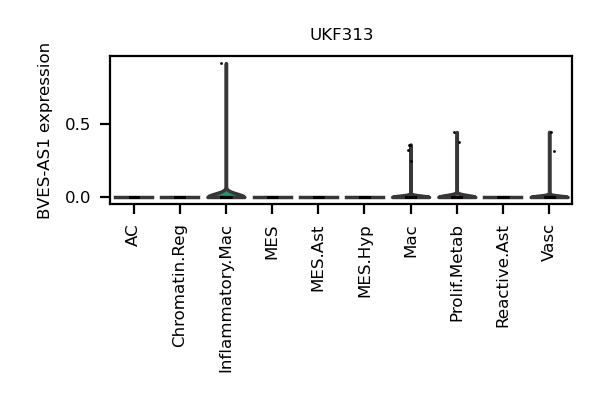 UKF313
BVES-AS1 expression
0.5
0.0
AC
Chromatin.Reg
Inflammatory.Mac
MES
MES.Ast
MES.Hyp
Mac
Prolif.Metab
Reactive.Ast
Vasc